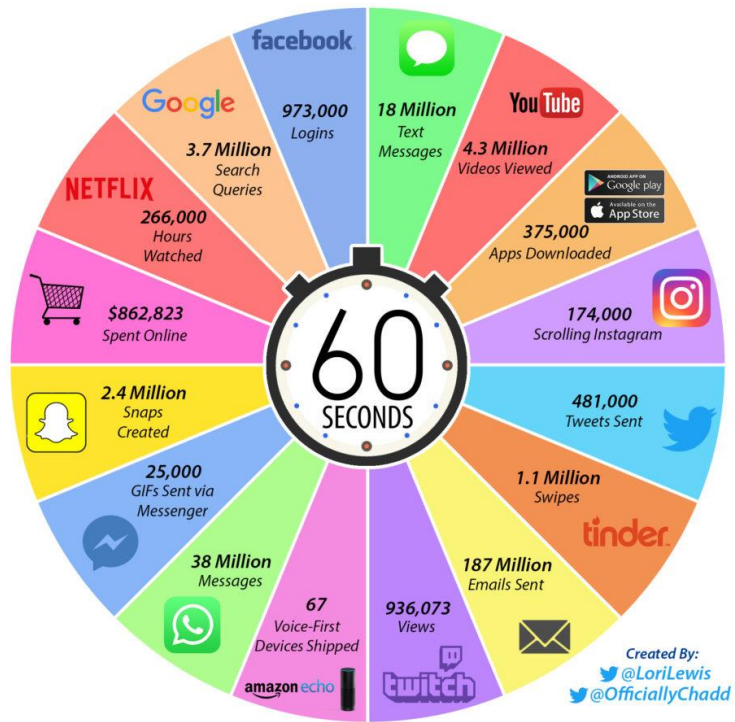 facebook
973,000
Logins
18 Million
Text
Messages
YouTube
4.3 Million
Videos Viewed
ANDROID APP ON
Google play
Available on the
App Store
375,000
Apps Downloaded
174,000
Scrolling Instagram
481,000
Tweets Sent
1.1 Million
Swipes
tinder
187 Million
Emails Sent
936,073
Views
twitch
67
Voice-First
Devices Shipped
amazon echo
38 Million
Messages
25,000
GIFs Sent via
Messenger
2.4 Million
Snaps
Created
$862,823
Spent Online
NETFLIX
266,000
Hours
Watched
Google
3.7 Million
Search
Queries
60
SECONDS
Created By:
@LoriLewis
@OfficiallyChadd